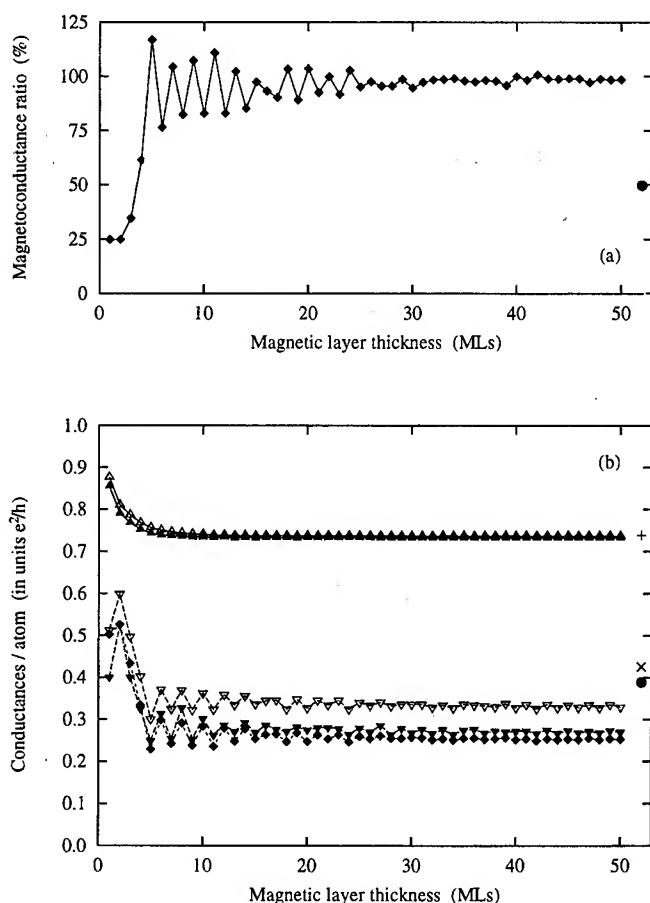 Magnetoconductance ratio (%)
125
100
75
50
25
0
(a)
0 10 20 30 40 50
Magnetic layer thickness (MLs)
Conductances / atom (in units e²/h)
1.0
0.9
0.8
0.7
0.6
0.5
0.4
0.3
0.2
0.1
0.0
(b)
0 10 20 30 40 50
Magnetic layer thickness (MLs)